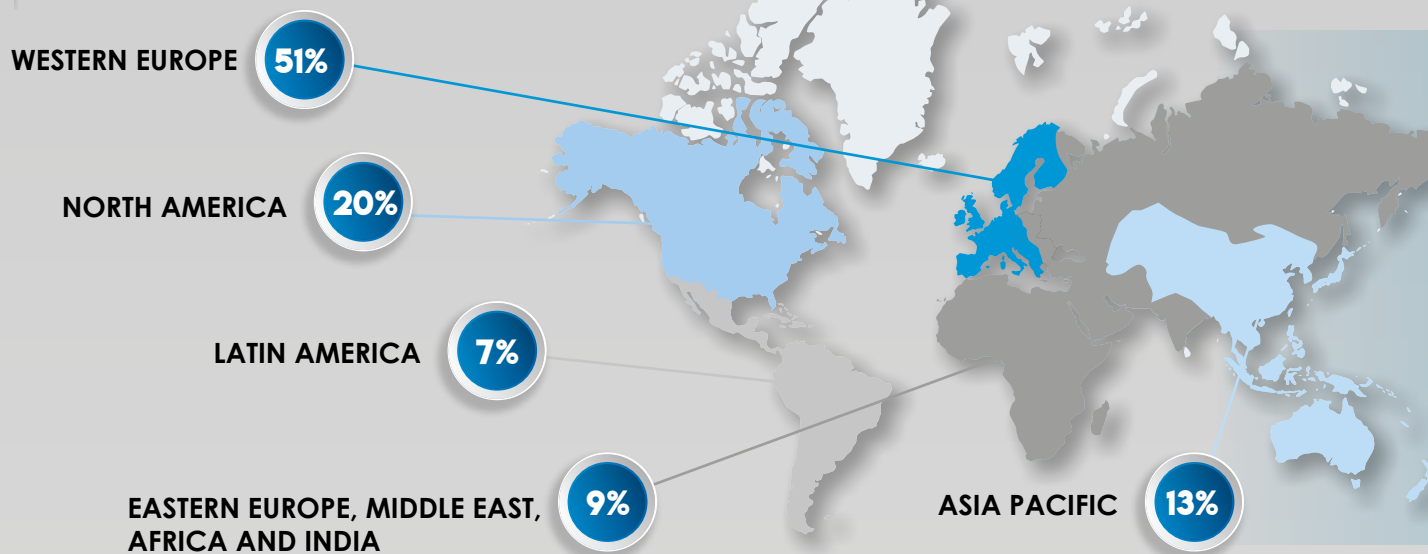 WESTERN EUROPE
51%
NORTH AMERICA
20%
LATIN AMERICA
7%
EASTERN EUROPE, MIDDLE EAST,
AFRICA AND INDIA
9%
ASIA PACIFIC
13%